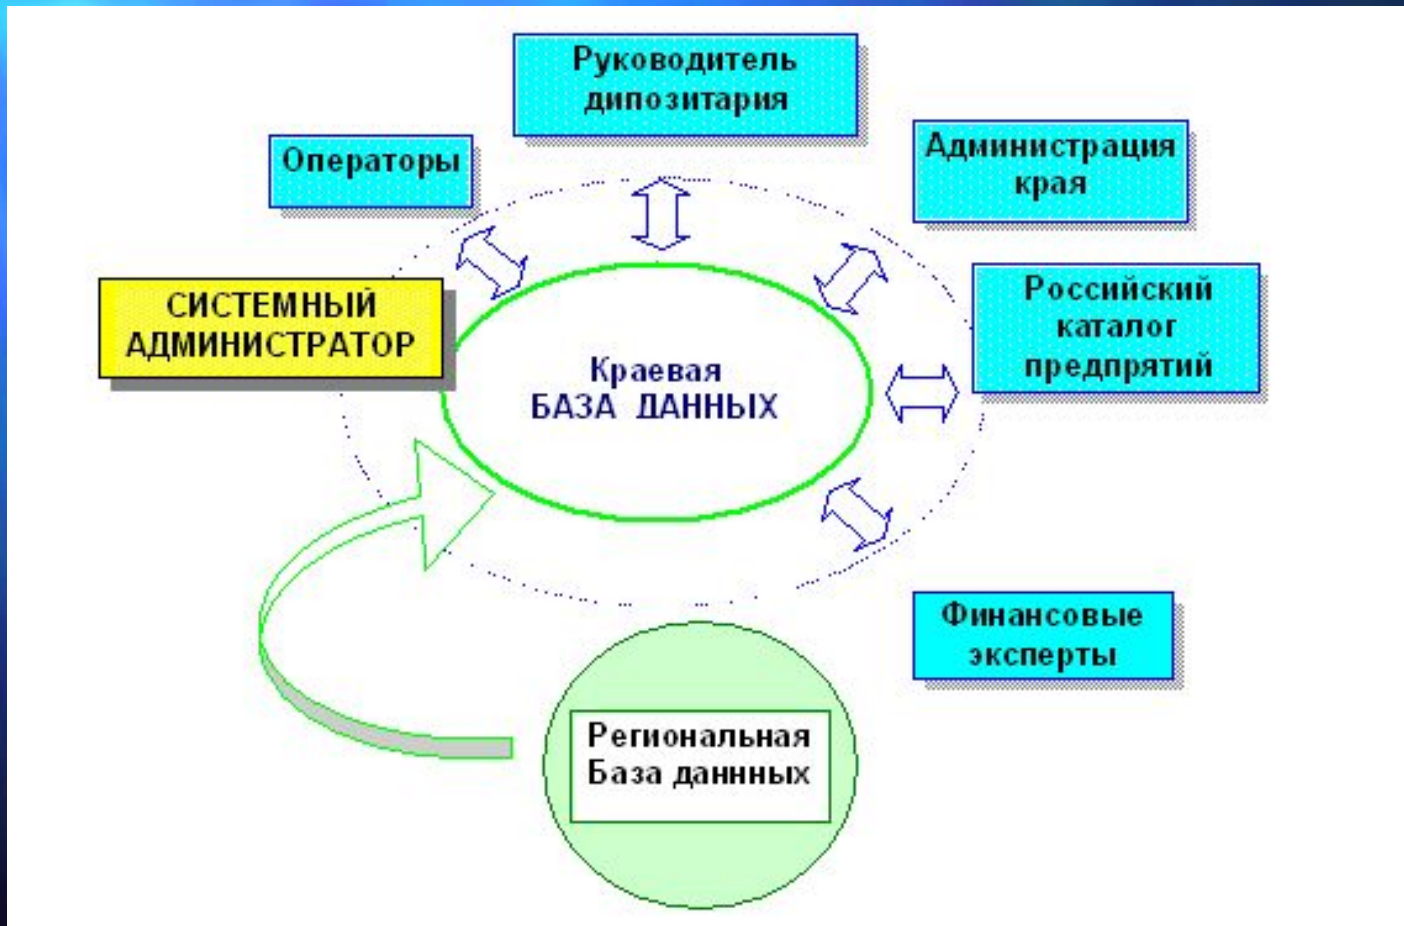 Руководитель
дипозитария
Операторы
Администрация
края
СИСТЕМНЫЙ
АДМИНИСТРАТОР
Российский
каталог
предпрятий
Краевая
БАЗА ДАННЫХ
Финансовые
эксперты
Региональная
База даннных